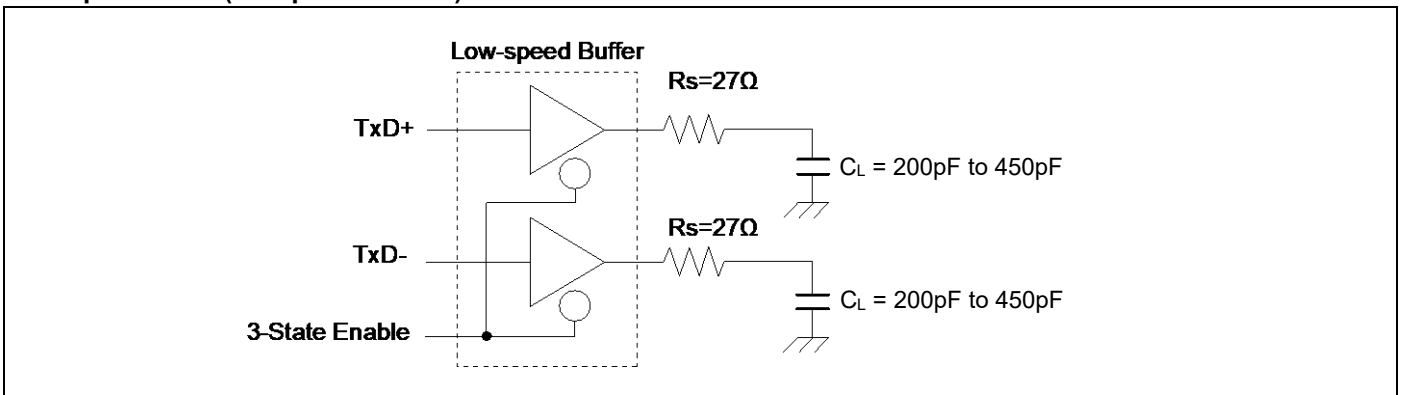 Low-speed Buffer
Rs=27Ω
TxD+
CL = 200pF to 450pF
Rs=27Ω
TxD-
CL = 200pF to 450pF
3-State Enable